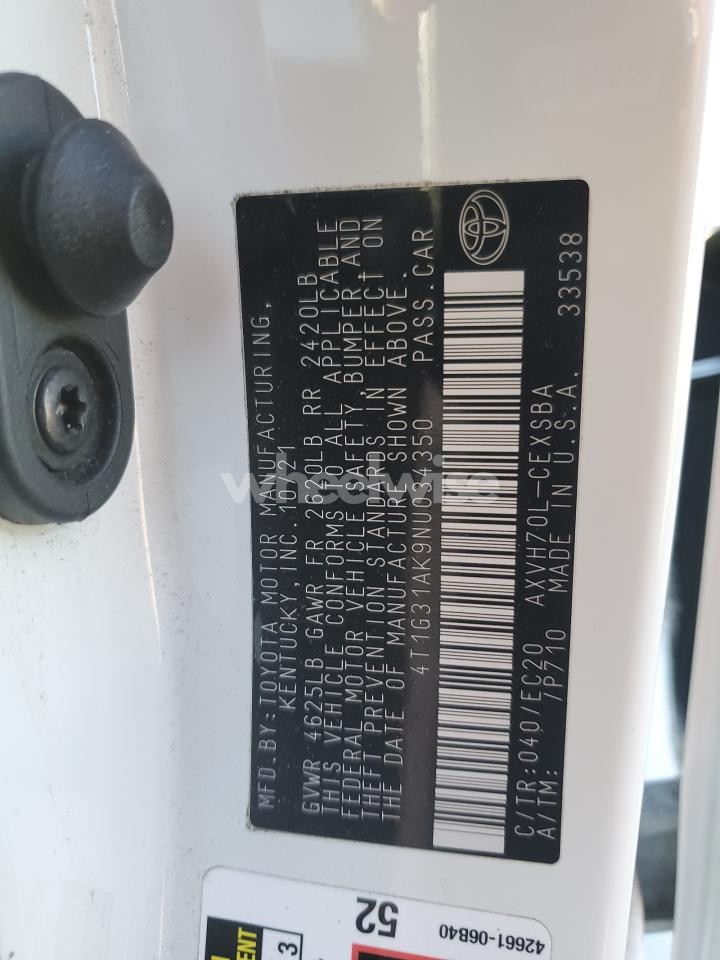 MFD.BY:TOYOTA MOTOR MANUFACTURING,
KENTUCKY, INC. 10/21
GVWR 4625LB GAWR FR 2620LB RR 2420LB
THIS VEHICLE CONFORMS TO ALL APPLICABLE
FEDERAL MOTOR VEHICLE SAFETY, BUMPER, AND
THEFT PREVENTION STANDARDS IN EFFECT ON
THE DATE OF MANUFACTURE SHOWN ABOVE.
4T1G31AK9NU034350 PASS.CAR
C/TR:040/EC20 AXVH70L-CEXSBA
A/TM: /P710 MADE IN U.S.A. 33538
wheelwise
52
42661-06B40
3